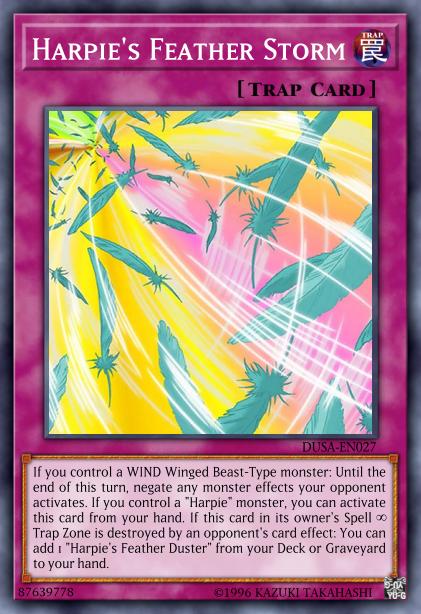 HARPIE'S FEATHER STORM
TRAP
罠
[TRAP CARD]
DUSA-EN027
If you control a WIND Winged Beast-Type monster: Until the
end of this turn, negate any monster effects your opponent
activates. If you control a "Harpie" monster, you can activate
this card from your hand. If this card in its owner's Spell ∞
Trap Zone is destroyed by an opponent's card effect: You can
add 1 "Harpie's Feather Duster" from your Deck or Graveyard
to your hand.
87639778
©1996 KAZUKI TAKAHASHI